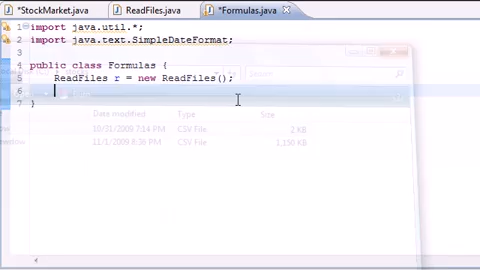 *StockMarket.java ReadFiles.java *Formulas.java
1 import java.util.*;
2 import java.text.SimpleDateFormat;
3
4 public class Formulas {
5 ReadFiles r = new ReadFiles();
6
7 }
Search
Date modified Type Size
10/31/2009 7:14 PM CSV File 2 KB
11/1/2009 6:36 PM CSV File 1,150 KB